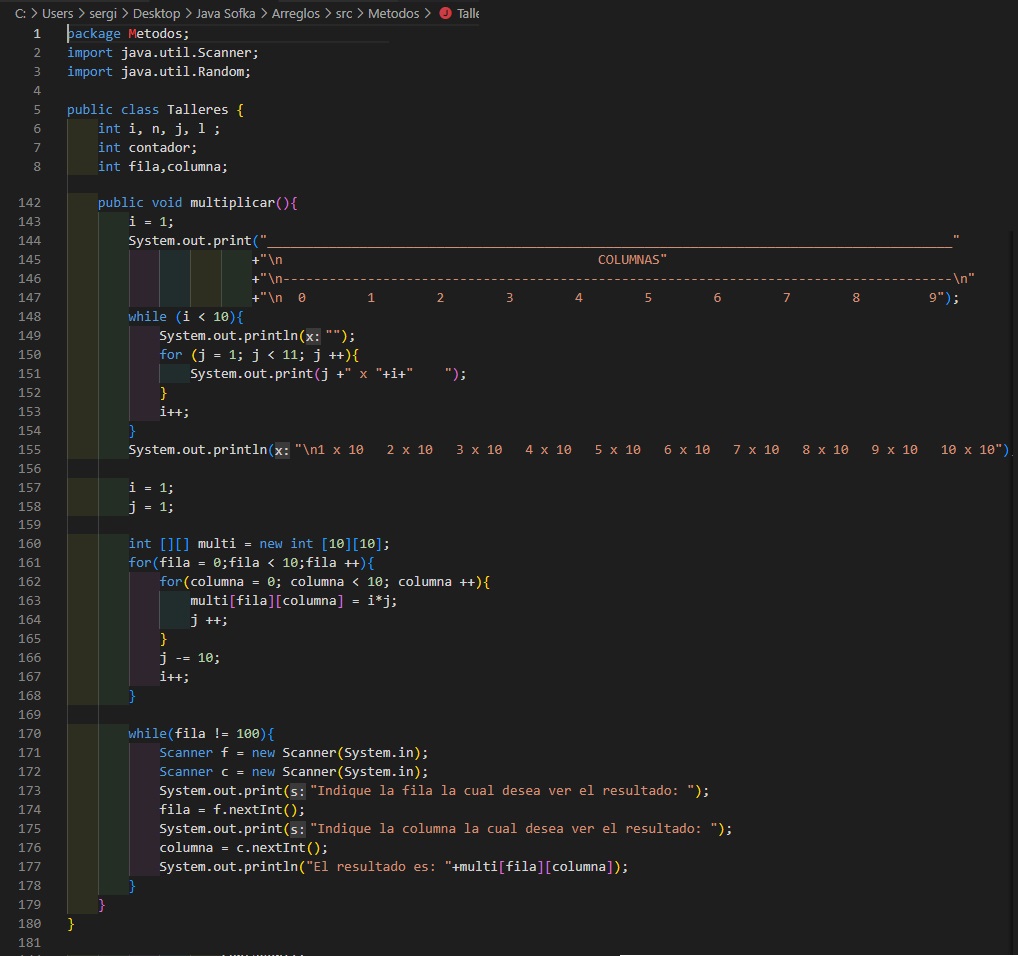 C: > Users > sergi > Desktop > Java Sofka > Arreglos > src > Metodos > J Talle
1 package Metodos;
2 import java.util.Scanner;
3 import java.util.Random;
4
5 public class Talleres {
6 int i, n, j, l ;
7 int contador;
8 int fila,columna;
142 public void multiplicar(){
143 i = 1;
144 System.out.print("_________________________________________________________________________________________"
145 +"\n                                         COLUMNAS"
146 +"\n---------------------------------------------------------------------------------------\n"
147 +"\n  0        1        2        3        4        5        6        7        8         9");
148 while (i < 10){
149 System.out.println(x: "");
150 for (j = 1; j < 11; j ++){
151 System.out.print(j +" x "+i+"    ");
152 }
153 i++;
154 }
155 System.out.println(x: "\n1 x 10   2 x 10   3 x 10   4 x 10   5 x 10   6 x 10   7 x 10   8 x 10   9 x 10   10 x 10")
156
157 i = 1;
158 j = 1;
159
160 int [][] multi = new int [10][10];
161 for(fila = 0;fila < 10;fila ++){
162 for(columna = 0; columna < 10; columna ++){
163 multi[fila][columna] = i*j;
164 j ++;
165 }
166 j -= 10;
167 i++;
168 }
169
170 while(fila != 100){
171 Scanner f = new Scanner(System.in);
172 Scanner c = new Scanner(System.in);
173 System.out.print(s: "Indique la fila la cual desea ver el resultado: ");
174 fila = f.nextInt();
175 System.out.print(s: "Indique la columna la cual desea ver el resultado: ");
176 columna = c.nextInt();
177 System.out.println("El resultado es: "+multi[fila][columna]);
178 }
179 }
180 }
181